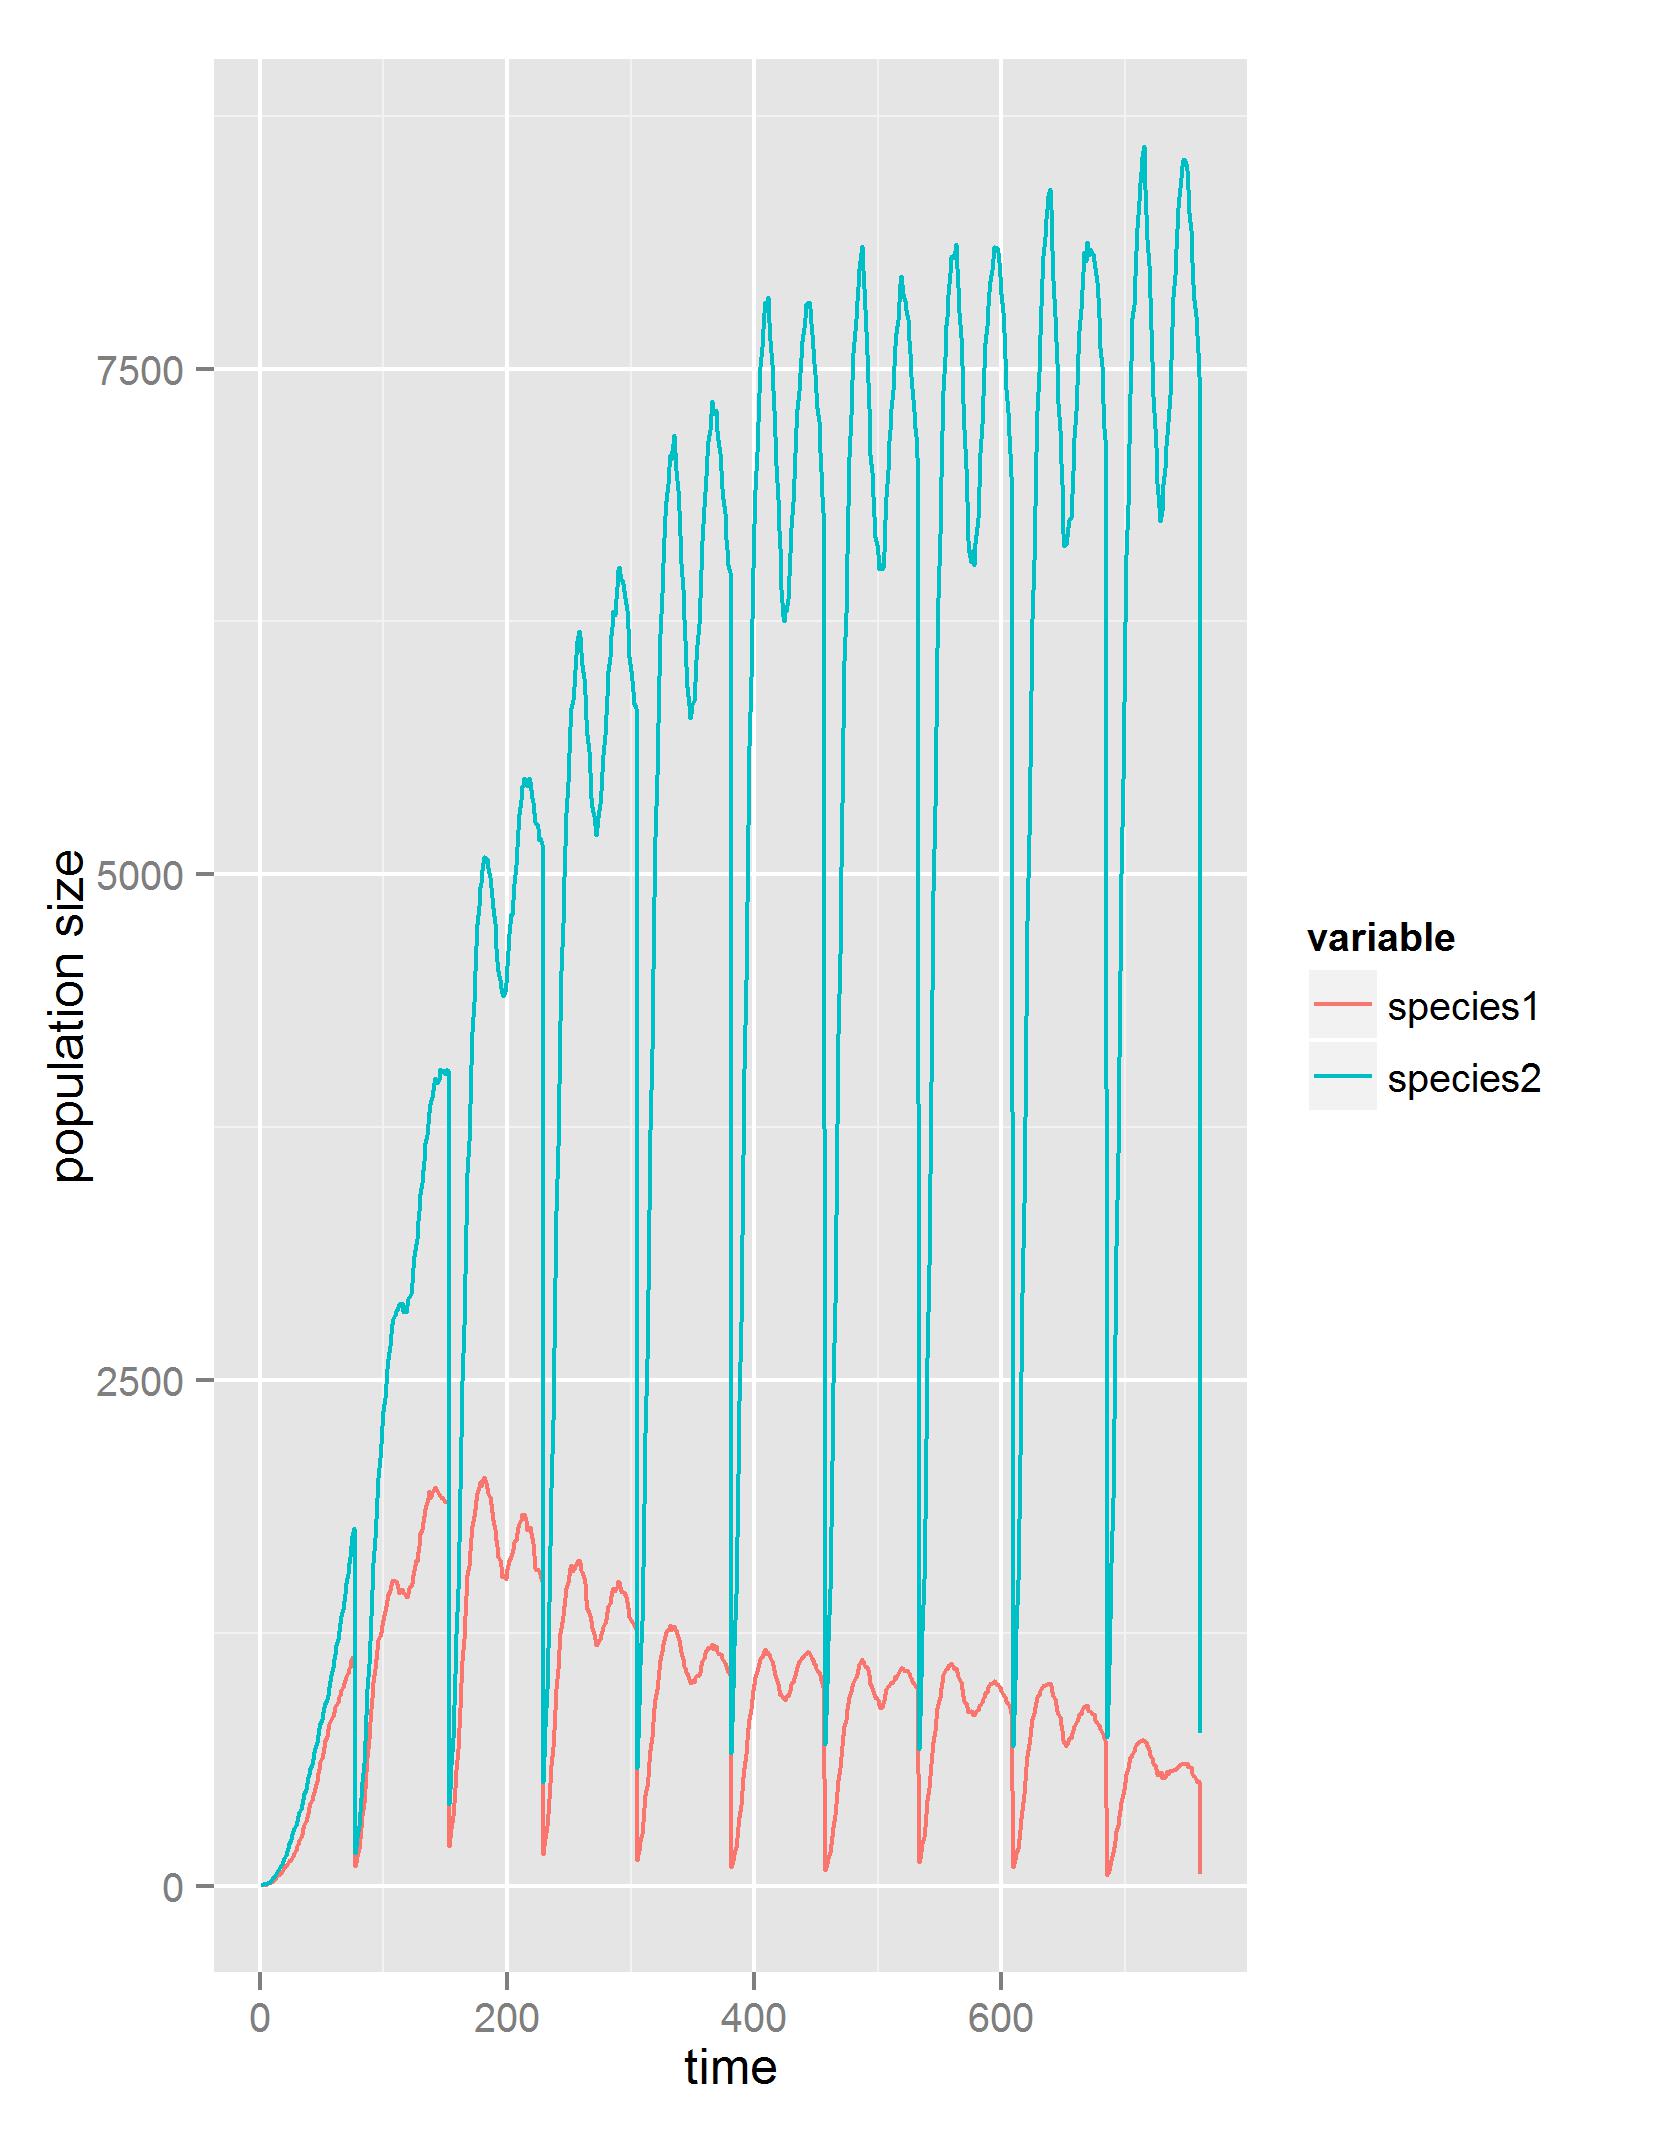 population size
7500
5000
2500
0
0 200 400 600
time
variable
species1
species2